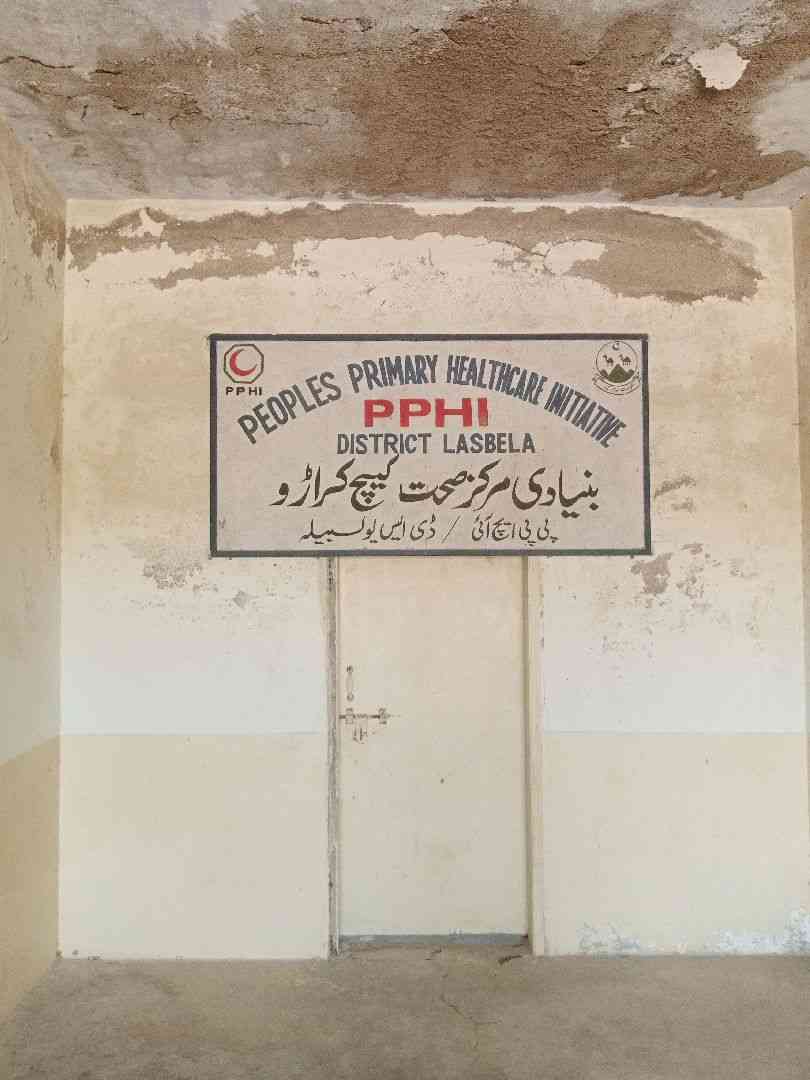 PPHI
PEOPLES PRIMARY HEALTHCARE INITIATIVE
PPHI
DISTRICT LASBELA
بنیادی مرکز صحت کیچ کراڑو
پی پی ایچ آئی / ڈی ایس یو لسبیلہ